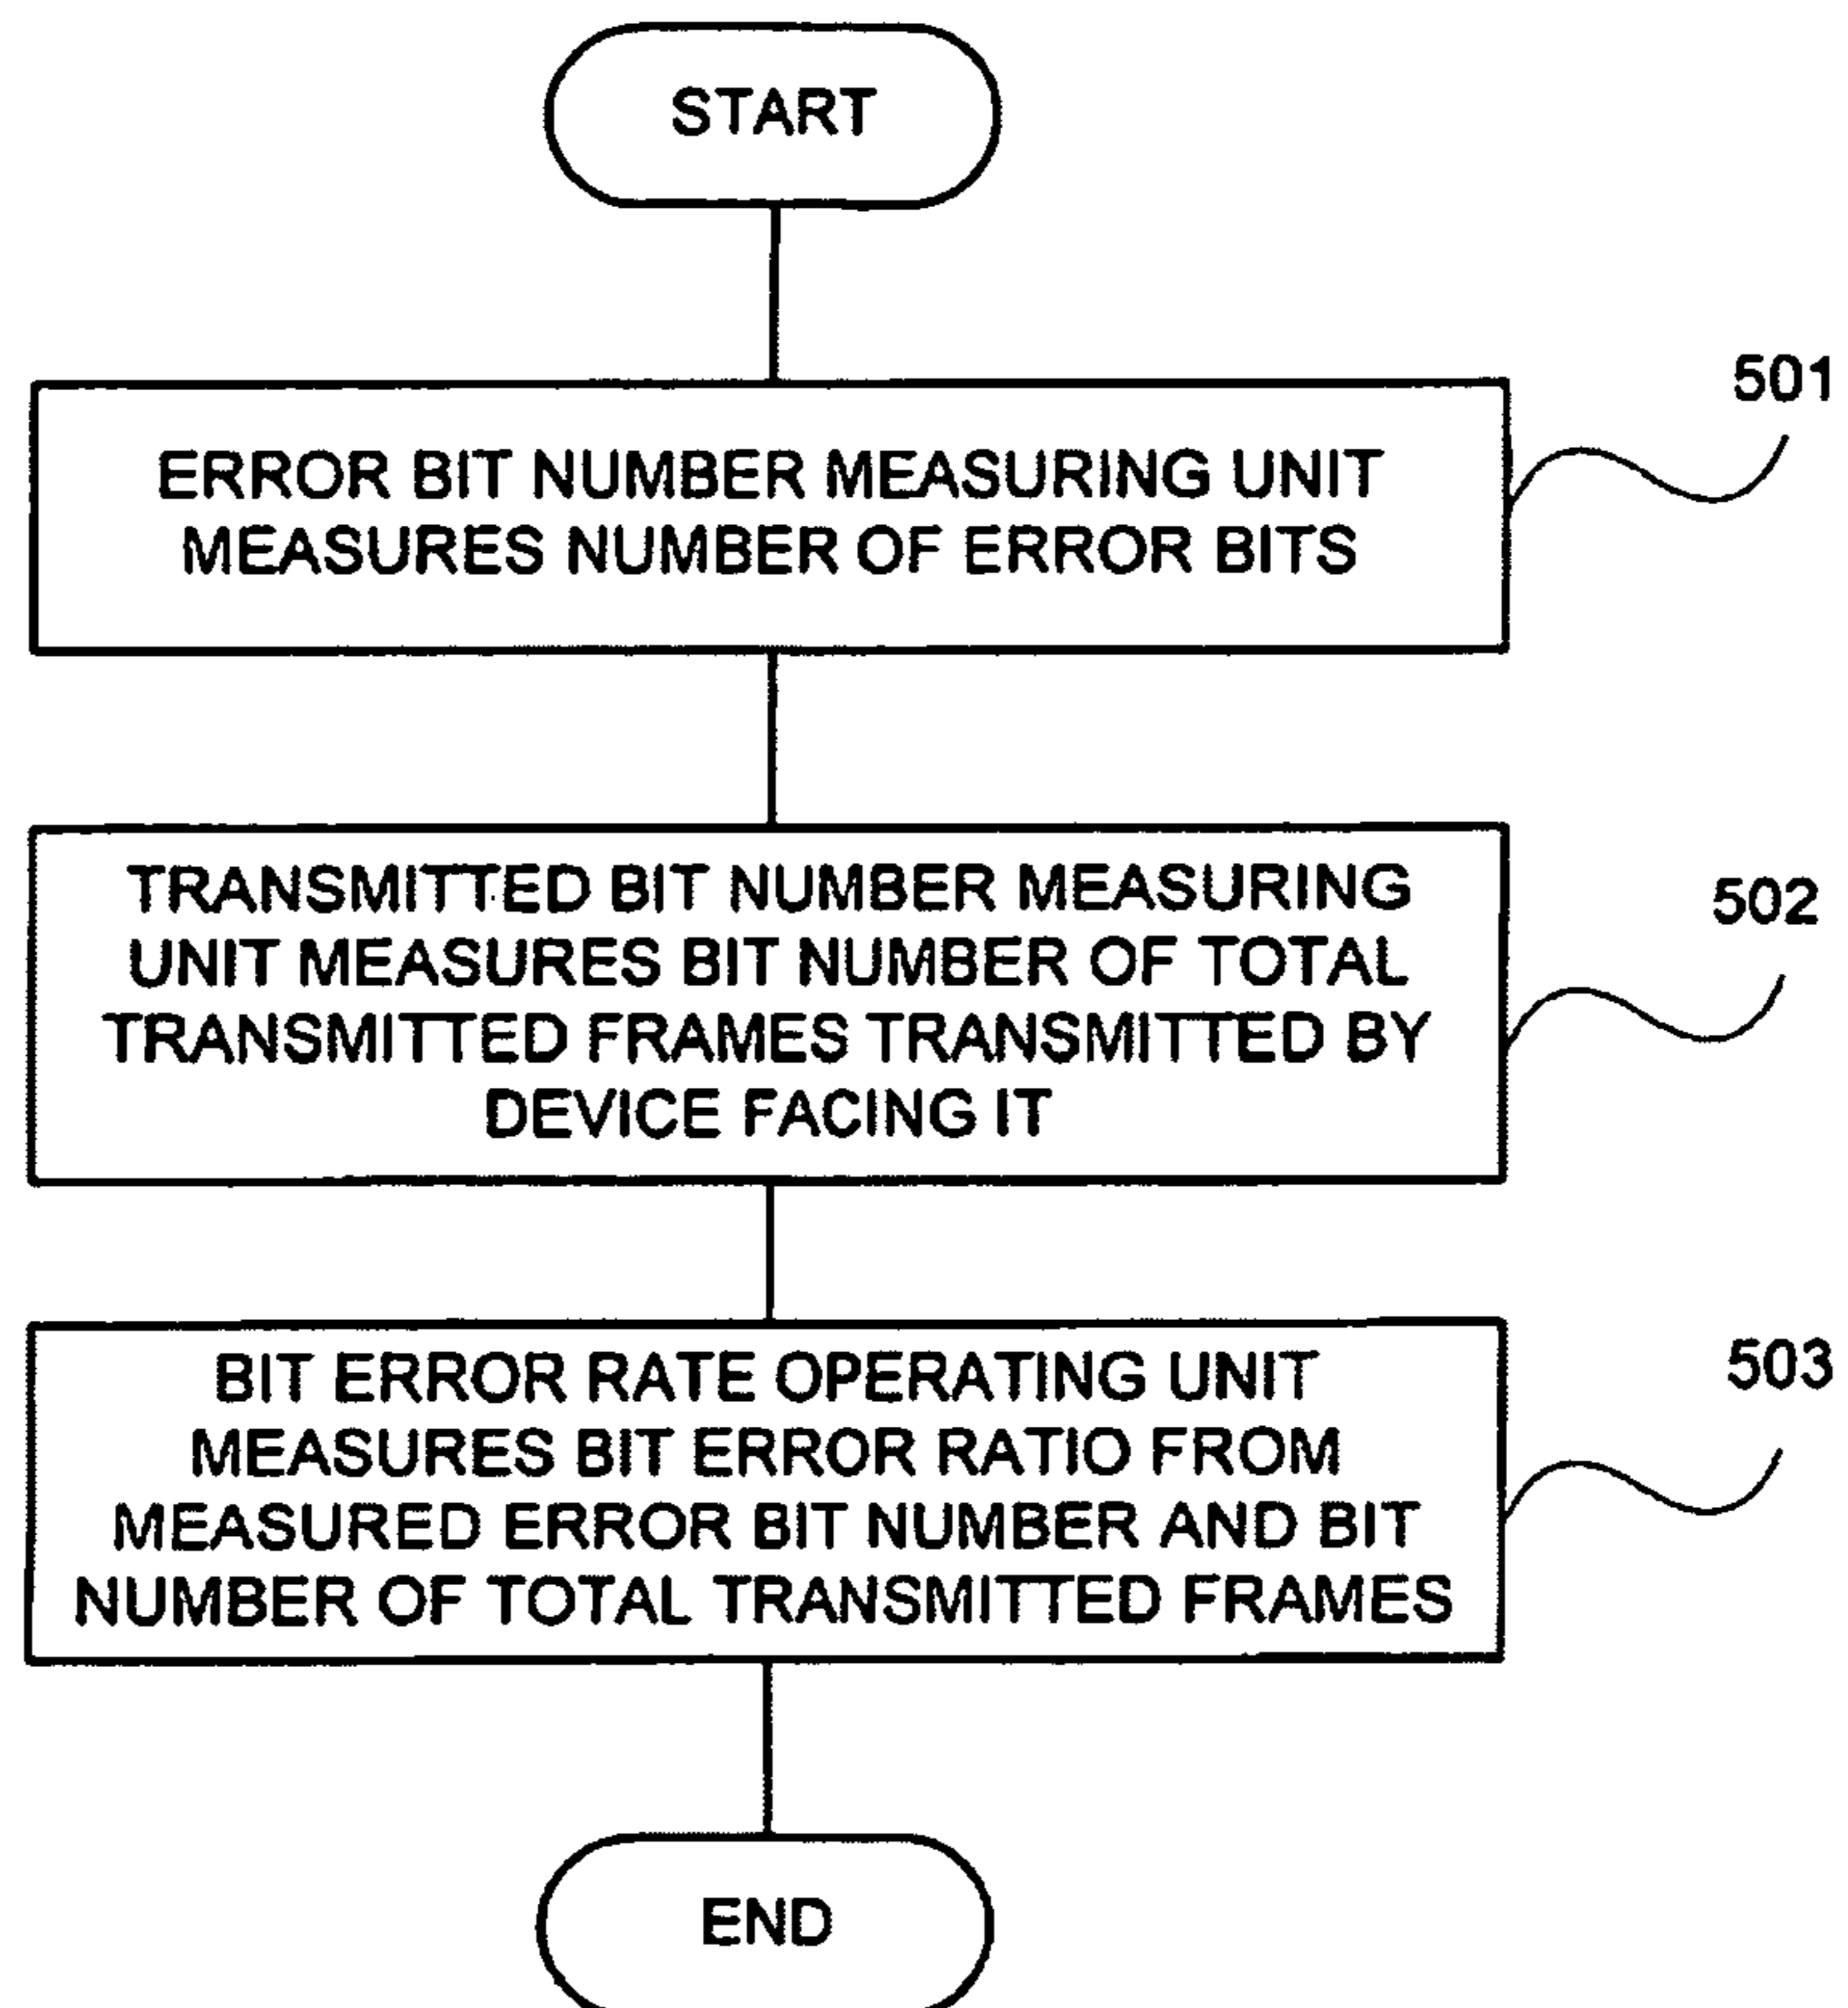 START
501
ERROR BIT NUMBER MEASURING UNIT
MEASURES NUMBER OF ERROR BITS
502
TRANSMITTED BIT NUMBER MEASURING
UNIT MEASURES BIT NUMBER OF TOTAL
TRANSMITTED FRAMES TRANSMITTED BY
DEVICE FACING IT
503
BIT ERROR RATE OPERATING UNIT
MEASURES BIT ERROR RATIO FROM
MEASURED ERROR BIT NUMBER AND BIT
NUMBER OF TOTAL TRANSMITTED FRAMES
END